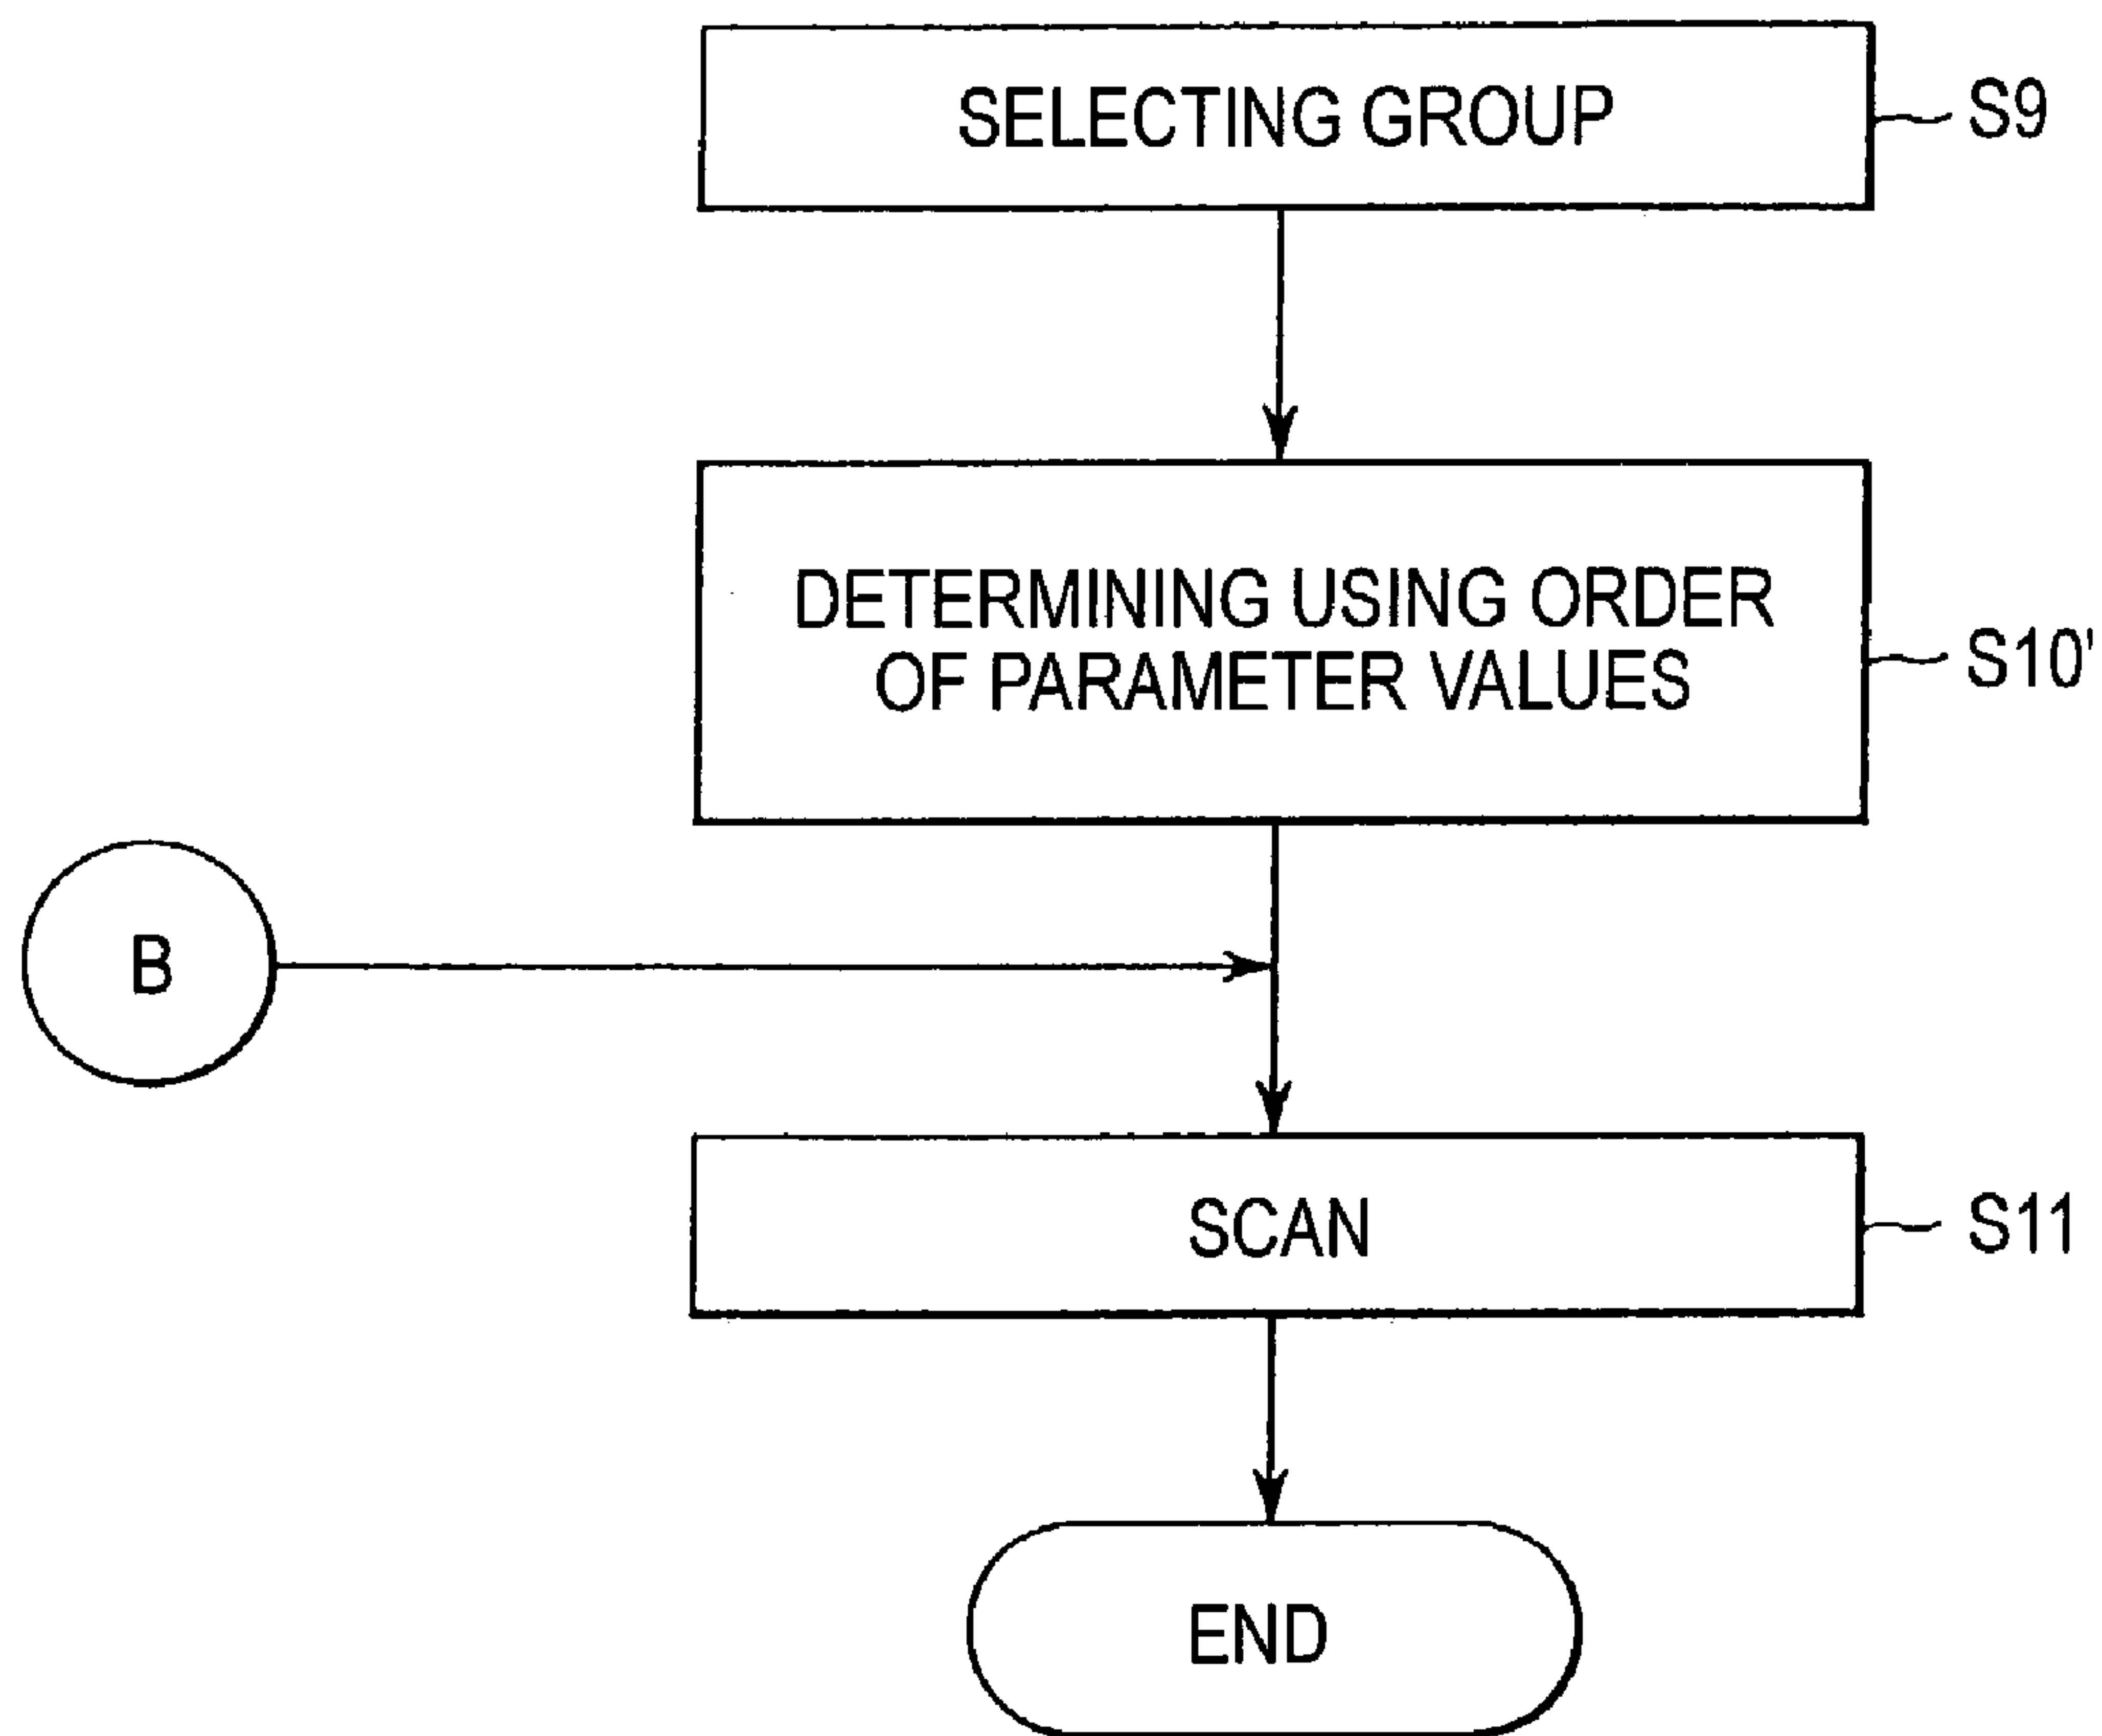 SELECTING GROUP
S9
DETERMINING USING ORDER
OF PARAMETER VALUES
S10'
B
SCAN
S11
END